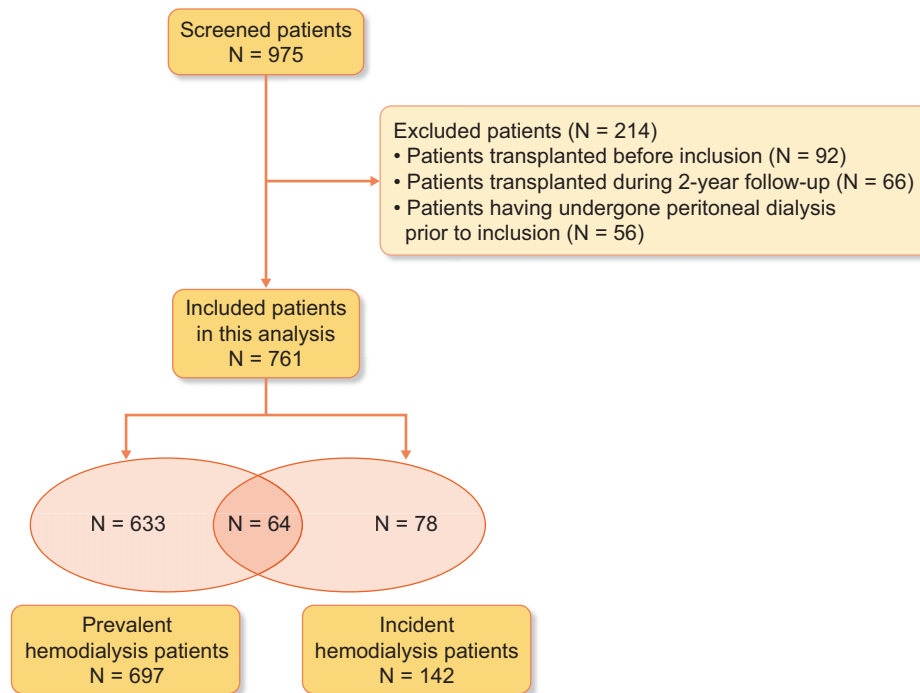 Screened patients
N = 975
Excluded patients (N = 214)
• Patients transplanted before inclusion (N = 92)
• Patients transplanted during 2-year follow-up (N = 66)
• Patients having undergone peritoneal dialysis
prior to inclusion (N = 56)
Included patients
in this analysis
N = 761
N = 633
N = 64
N = 78
Prevalent
hemodialysis patients
N = 697
Incident
hemodialysis patients
N = 142